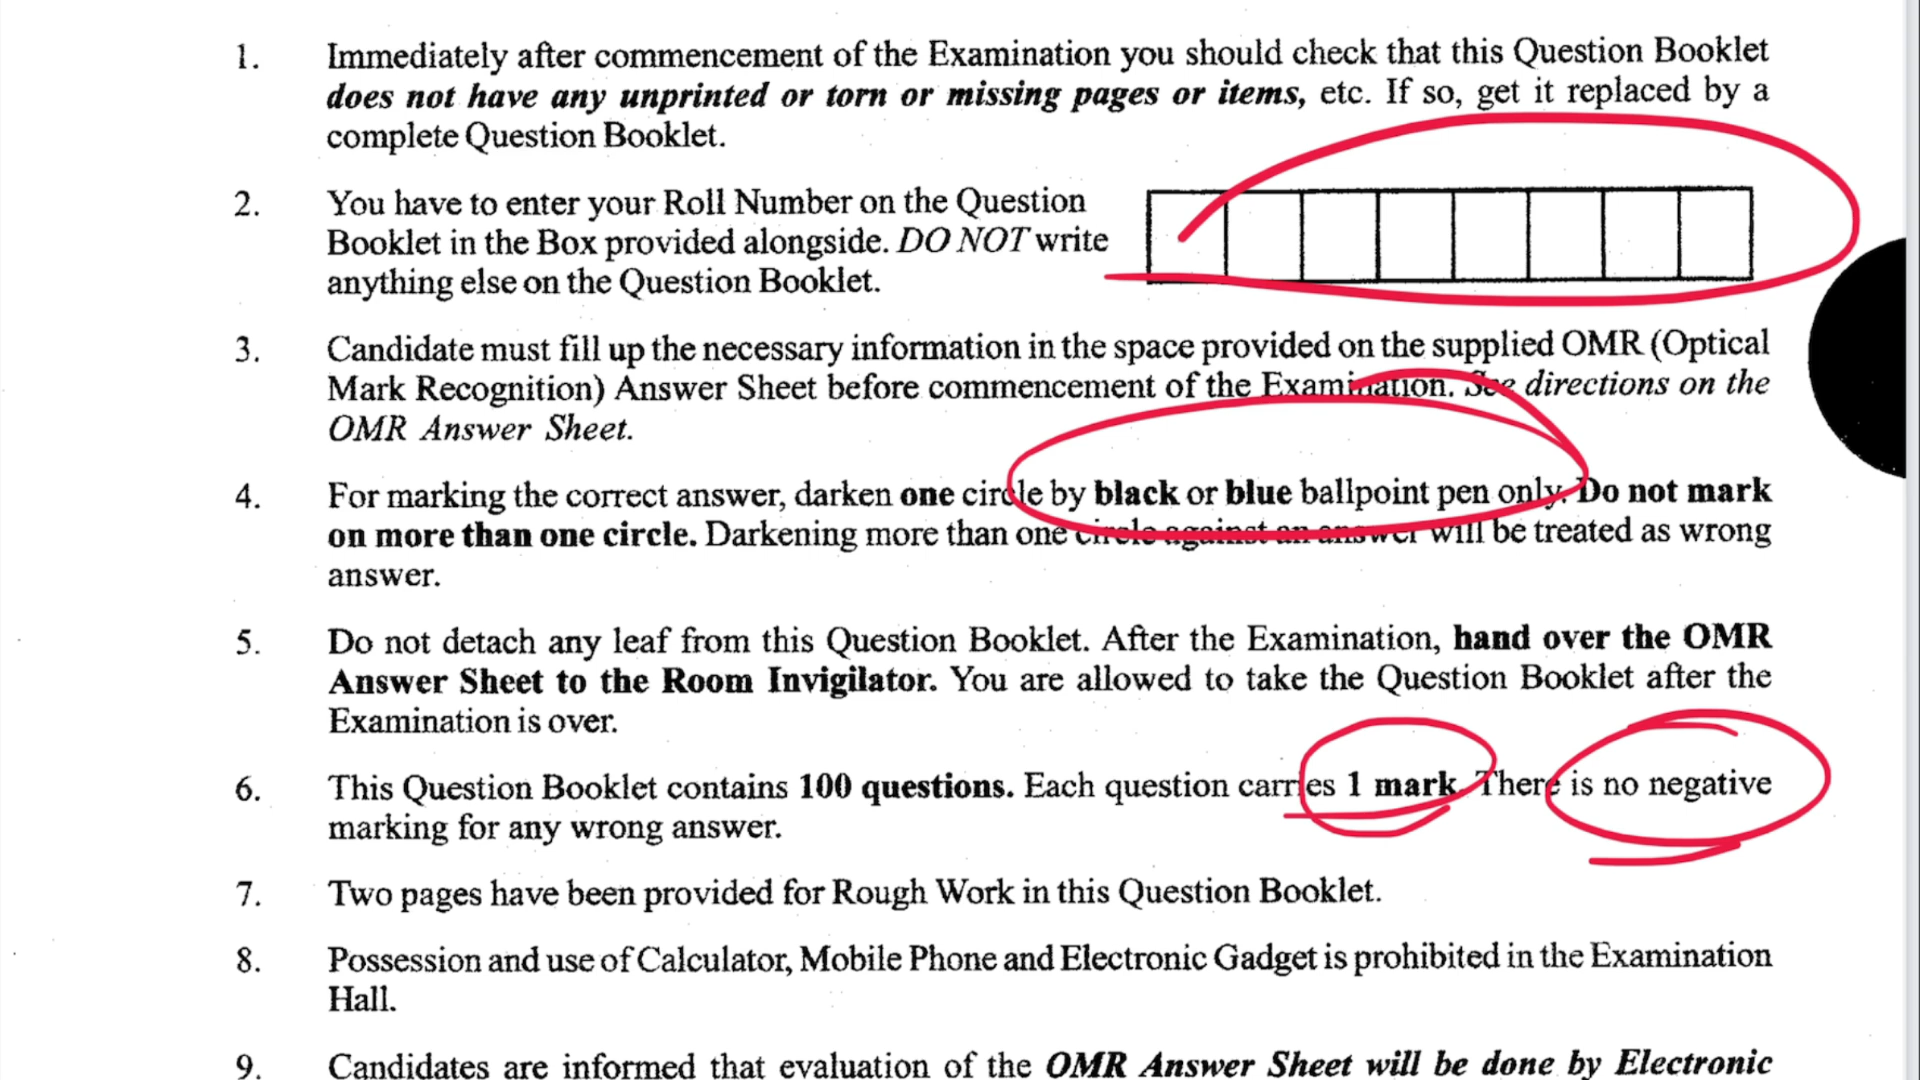 1. Immediately after commencement of the Examination you should check that this Question Booklet
does not have any unprinted or torn or missing pages or items, etc. If so, get it replaced by a
complete Question Booklet.
2. You have to enter your Roll Number on the Question
Booklet in the Box provided alongside. DO NOT write
anything else on the Question Booklet.
3. Candidate must fill up the necessary information in the space provided on the supplied OMR (Optical
Mark Recognition) Answer Sheet before commencement of the Examination. See directions on the
OMR Answer Sheet.
4. For marking the correct answer, darken one circle by black or blue ballpoint pen only. Do not mark
on more than one circle. Darkening more than one circle against an answer will be treated as wrong
answer.
5. Do not detach any leaf from this Question Booklet. After the Examination, hand over the OMR
Answer Sheet to the Room Invigilator. You are allowed to take the Question Booklet after the
Examination is over.
6. This Question Booklet contains 100 questions. Each question carries 1 mark. There is no negative
marking for any wrong answer.
7. Two pages have been provided for Rough Work in this Question Booklet.
8. Possession and use of Calculator, Mobile Phone and Electronic Gadget is prohibited in the Examination
Hall.
9. Candidates are informed that evaluation of the OMR Answer Sheet will be done by Electronic